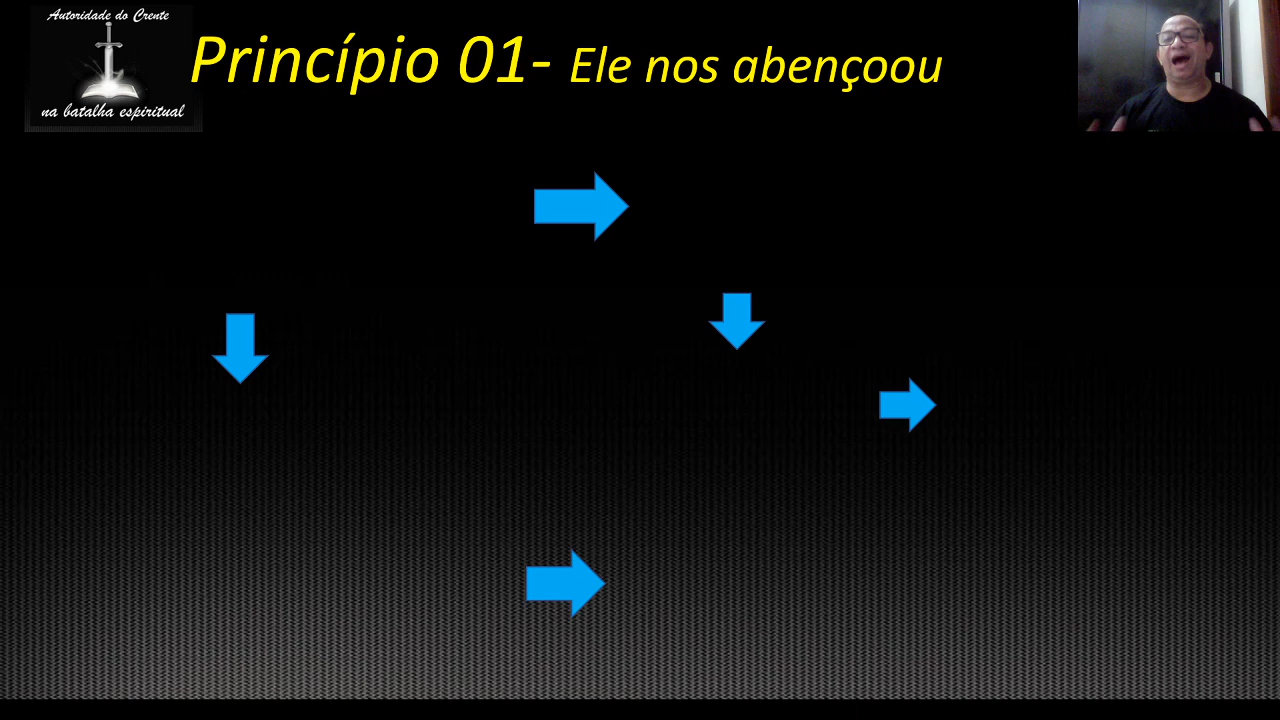 Autoridade do Crente
na batalha espiritual
Princípio 01- Ele nos abençoou